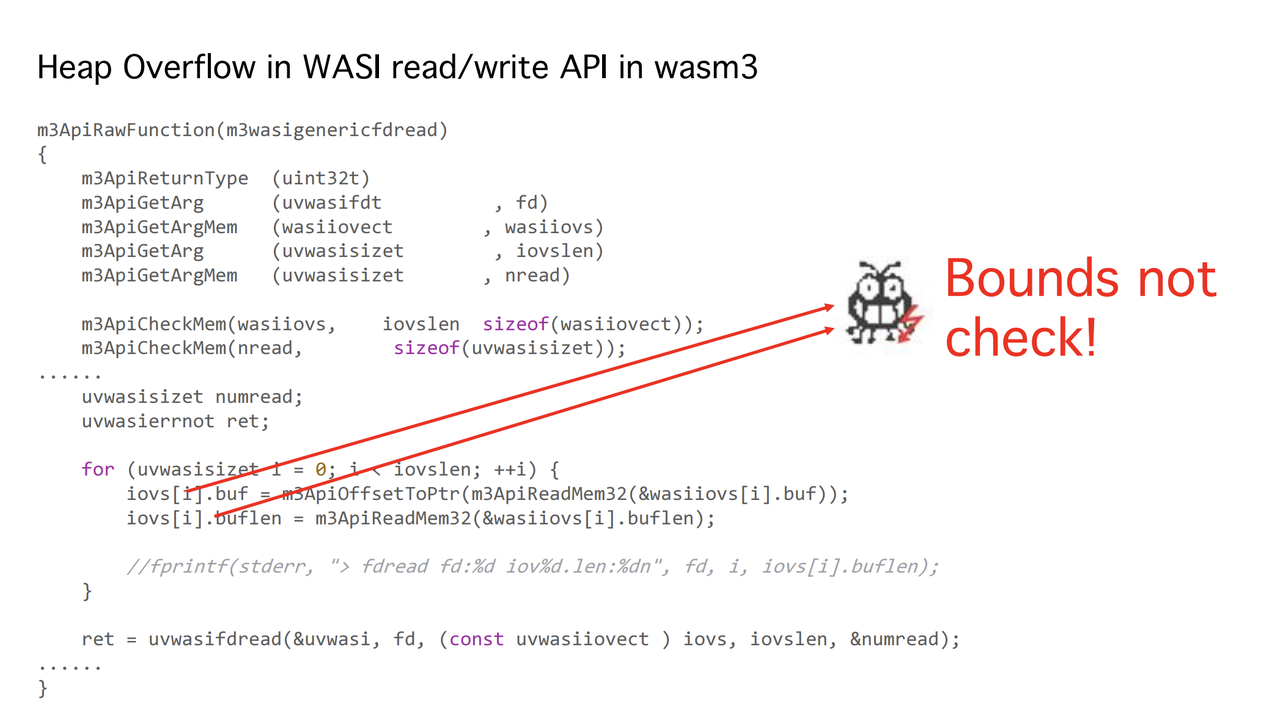 Heap Overflow in WASI read/write API in wasm3
m3ApiRawFunction(m3wasigenericfdread)
{
    m3ApiReturnType  (uint32t)
    m3ApiGetArg      (uvwasifdt          , fd)
    m3ApiGetArgMem   (wasiiovect        , wasiiovs)
    m3ApiGetArg      (uvwasisizet        , iovslen)
    m3ApiGetArgMem   (uvwasisizet       , nread)
    m3ApiCheckMem(wasiiovs,    iovslen  sizeof(wasiiovect));
    m3ApiCheckMem(nread,        sizeof(uvwasisizet));
......
    uvwasisizet numread;
    uvwasierrnot ret;
    for (uvwasisizet i = 0; i < iovslen; ++i) {
        iovs[i].buf = m3ApiOffsetToPtr(m3ApiReadMem32(&wasiiovs[i].buf));
        iovs[i].buflen = m3ApiReadMem32(&wasiiovs[i].buflen);
        //fprintf(stderr, "> fdread fd:%d iov%d.len:%dn", fd, i, iovs[i].buflen);
    }
    ret = uvwasifdread(&uvwasi, fd, (const uvwasiiovect ) iovs, iovslen, &numread);
......
}
Bounds not
check!